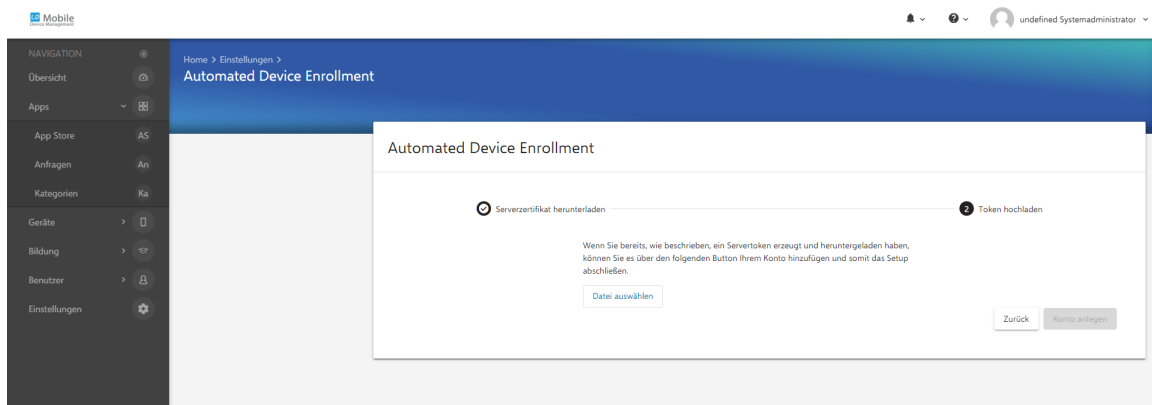 LD Mobile
Device Management
undefined Systemadministrator
NAVIGATION
Übersicht
Apps
App Store AS
Anfragen An
Kategorien Ka
Geräte
Bildung
Benutzer
Einstellungen
Home > Einstellungen >
Automated Device Enrollment
Automated Device Enrollment
Serverzertifikat herunterladen
2 Token hochladen
Wenn Sie bereits, wie beschrieben, ein Servertoken erzeugt und heruntergeladen haben,
können Sie es über den folgenden Button Ihrem Konto hinzufügen und somit das Setup
abschließen.
Datei auswählen
Zurück
Konto anlegen